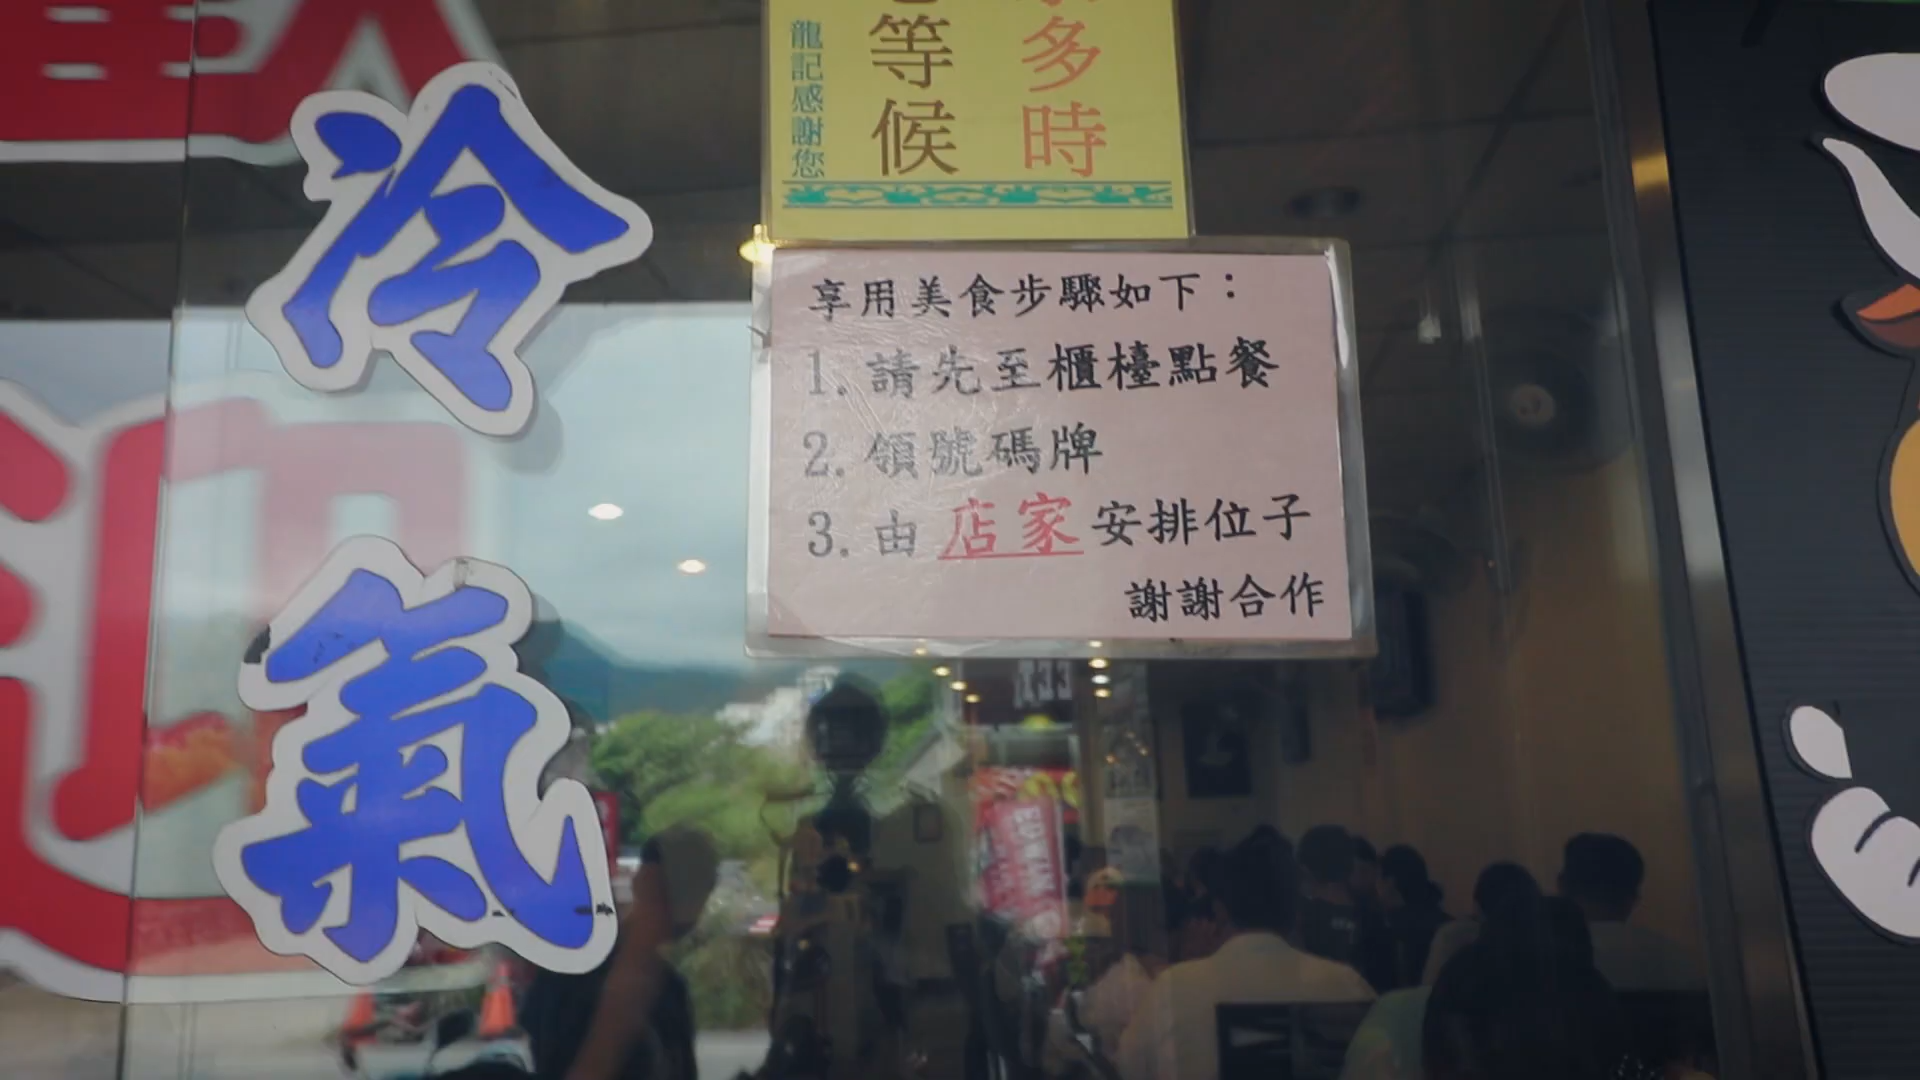 冷氣
多時
等候
龍記感謝您
享用美食步驟如下：
1. 請先至櫃檯點餐
2. 領號碼牌
3. 由店家安排位子
謝謝合作